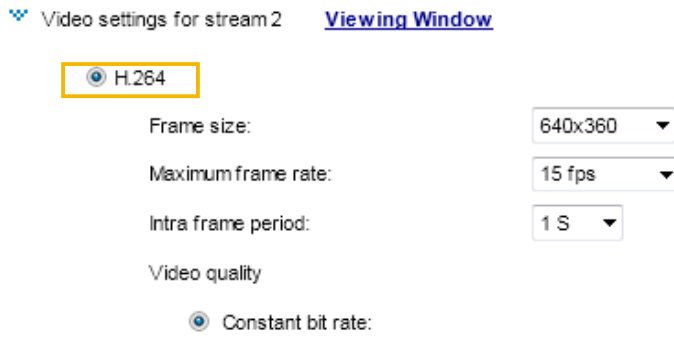 Video settings for stream 2 Viewing Window
H.264
Frame size: 640x360
Maximum frame rate: 15 fps
Intra frame period: 1 S
Video quality
Constant bit rate: